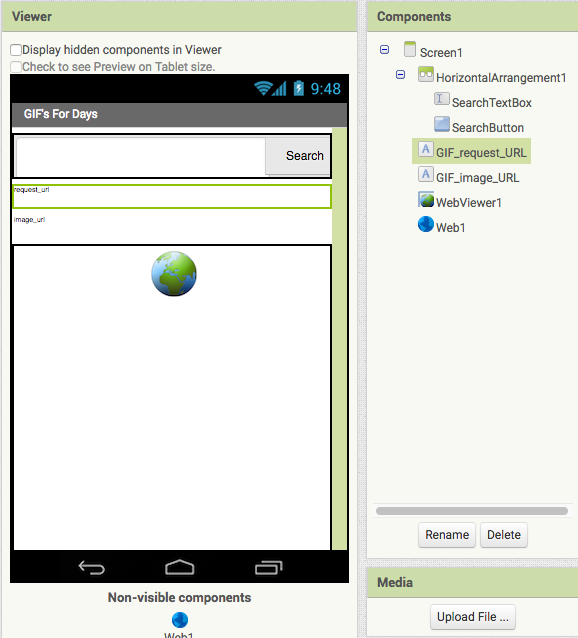 Viewer
Display hidden components in Viewer
Check to see Preview on Tablet size.
9:48
GIF's For Days
Search
request_url
image_url
Non-visible components
Web1
Components
Screen1
HorizontalArrangement1
SearchTextBox
SearchButton
A GIF_request_URL
A GIF_image_URL
WebViewer1
Web1
Rename Delete
Media
Upload File ...